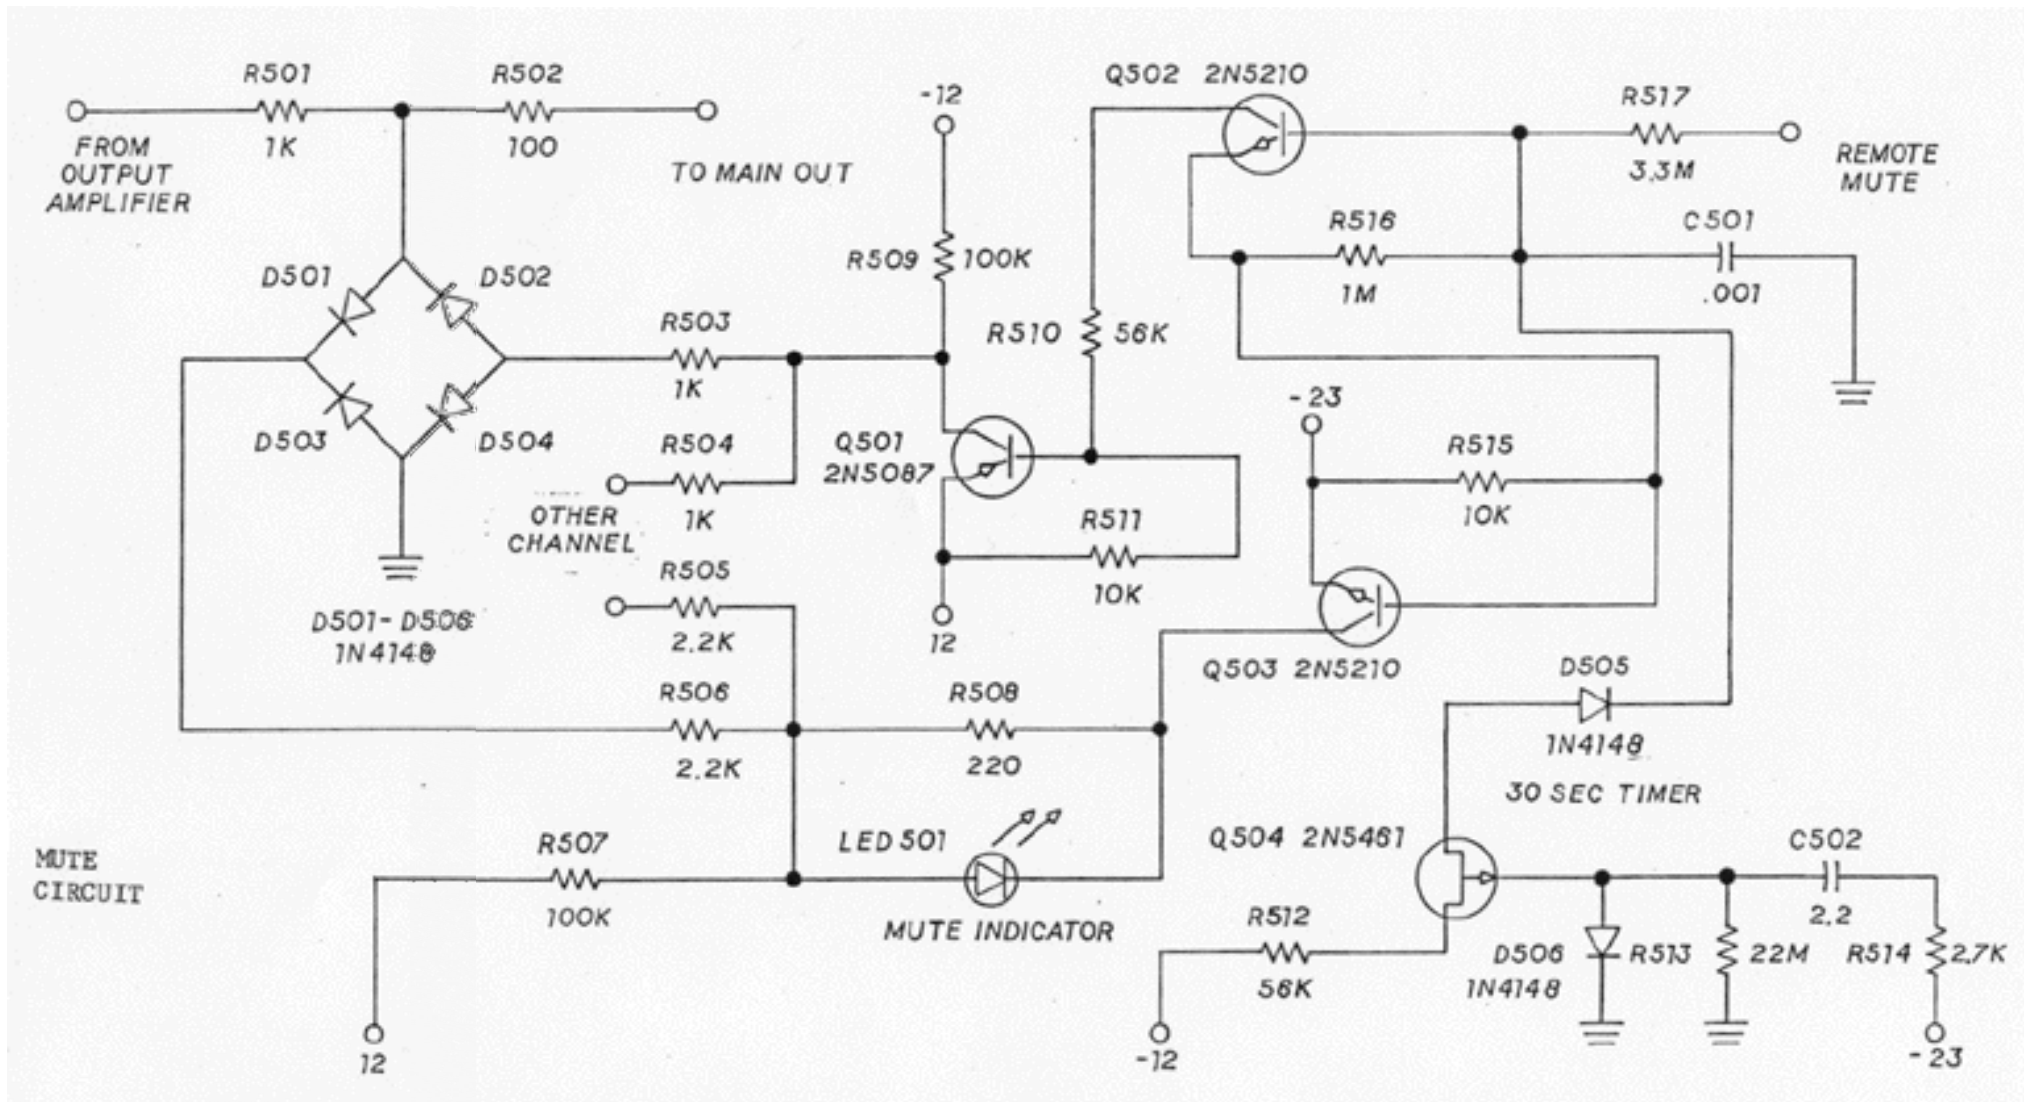 R501
1K
R502
100
FROM
OUTPUT
AMPLIFIER
TO MAIN OUT
-12
Q502 2N5210
R517
3.3M
REMOTE
MUTE
R516
1M
C501
.001
R509
100K
R510
56K
D501
D502
R503
1K
D503
D504
R504
1K
OTHER
CHANNEL
Q501
2N5087
R511
10K
12
-23
R515
10K
D501-D506
1N4148
R505
2.2K
R506
2.2K
R508
220
Q503 2N5210
D505
1N4148
30 SEC TIMER
MUTE
CIRCUIT
R507
100K
LED501
MUTE INDICATOR
Q504 2N5461
C502
2.2
R512
56K
D506
1N4148
R513
22M
R514
2.7K
12
-12
-23